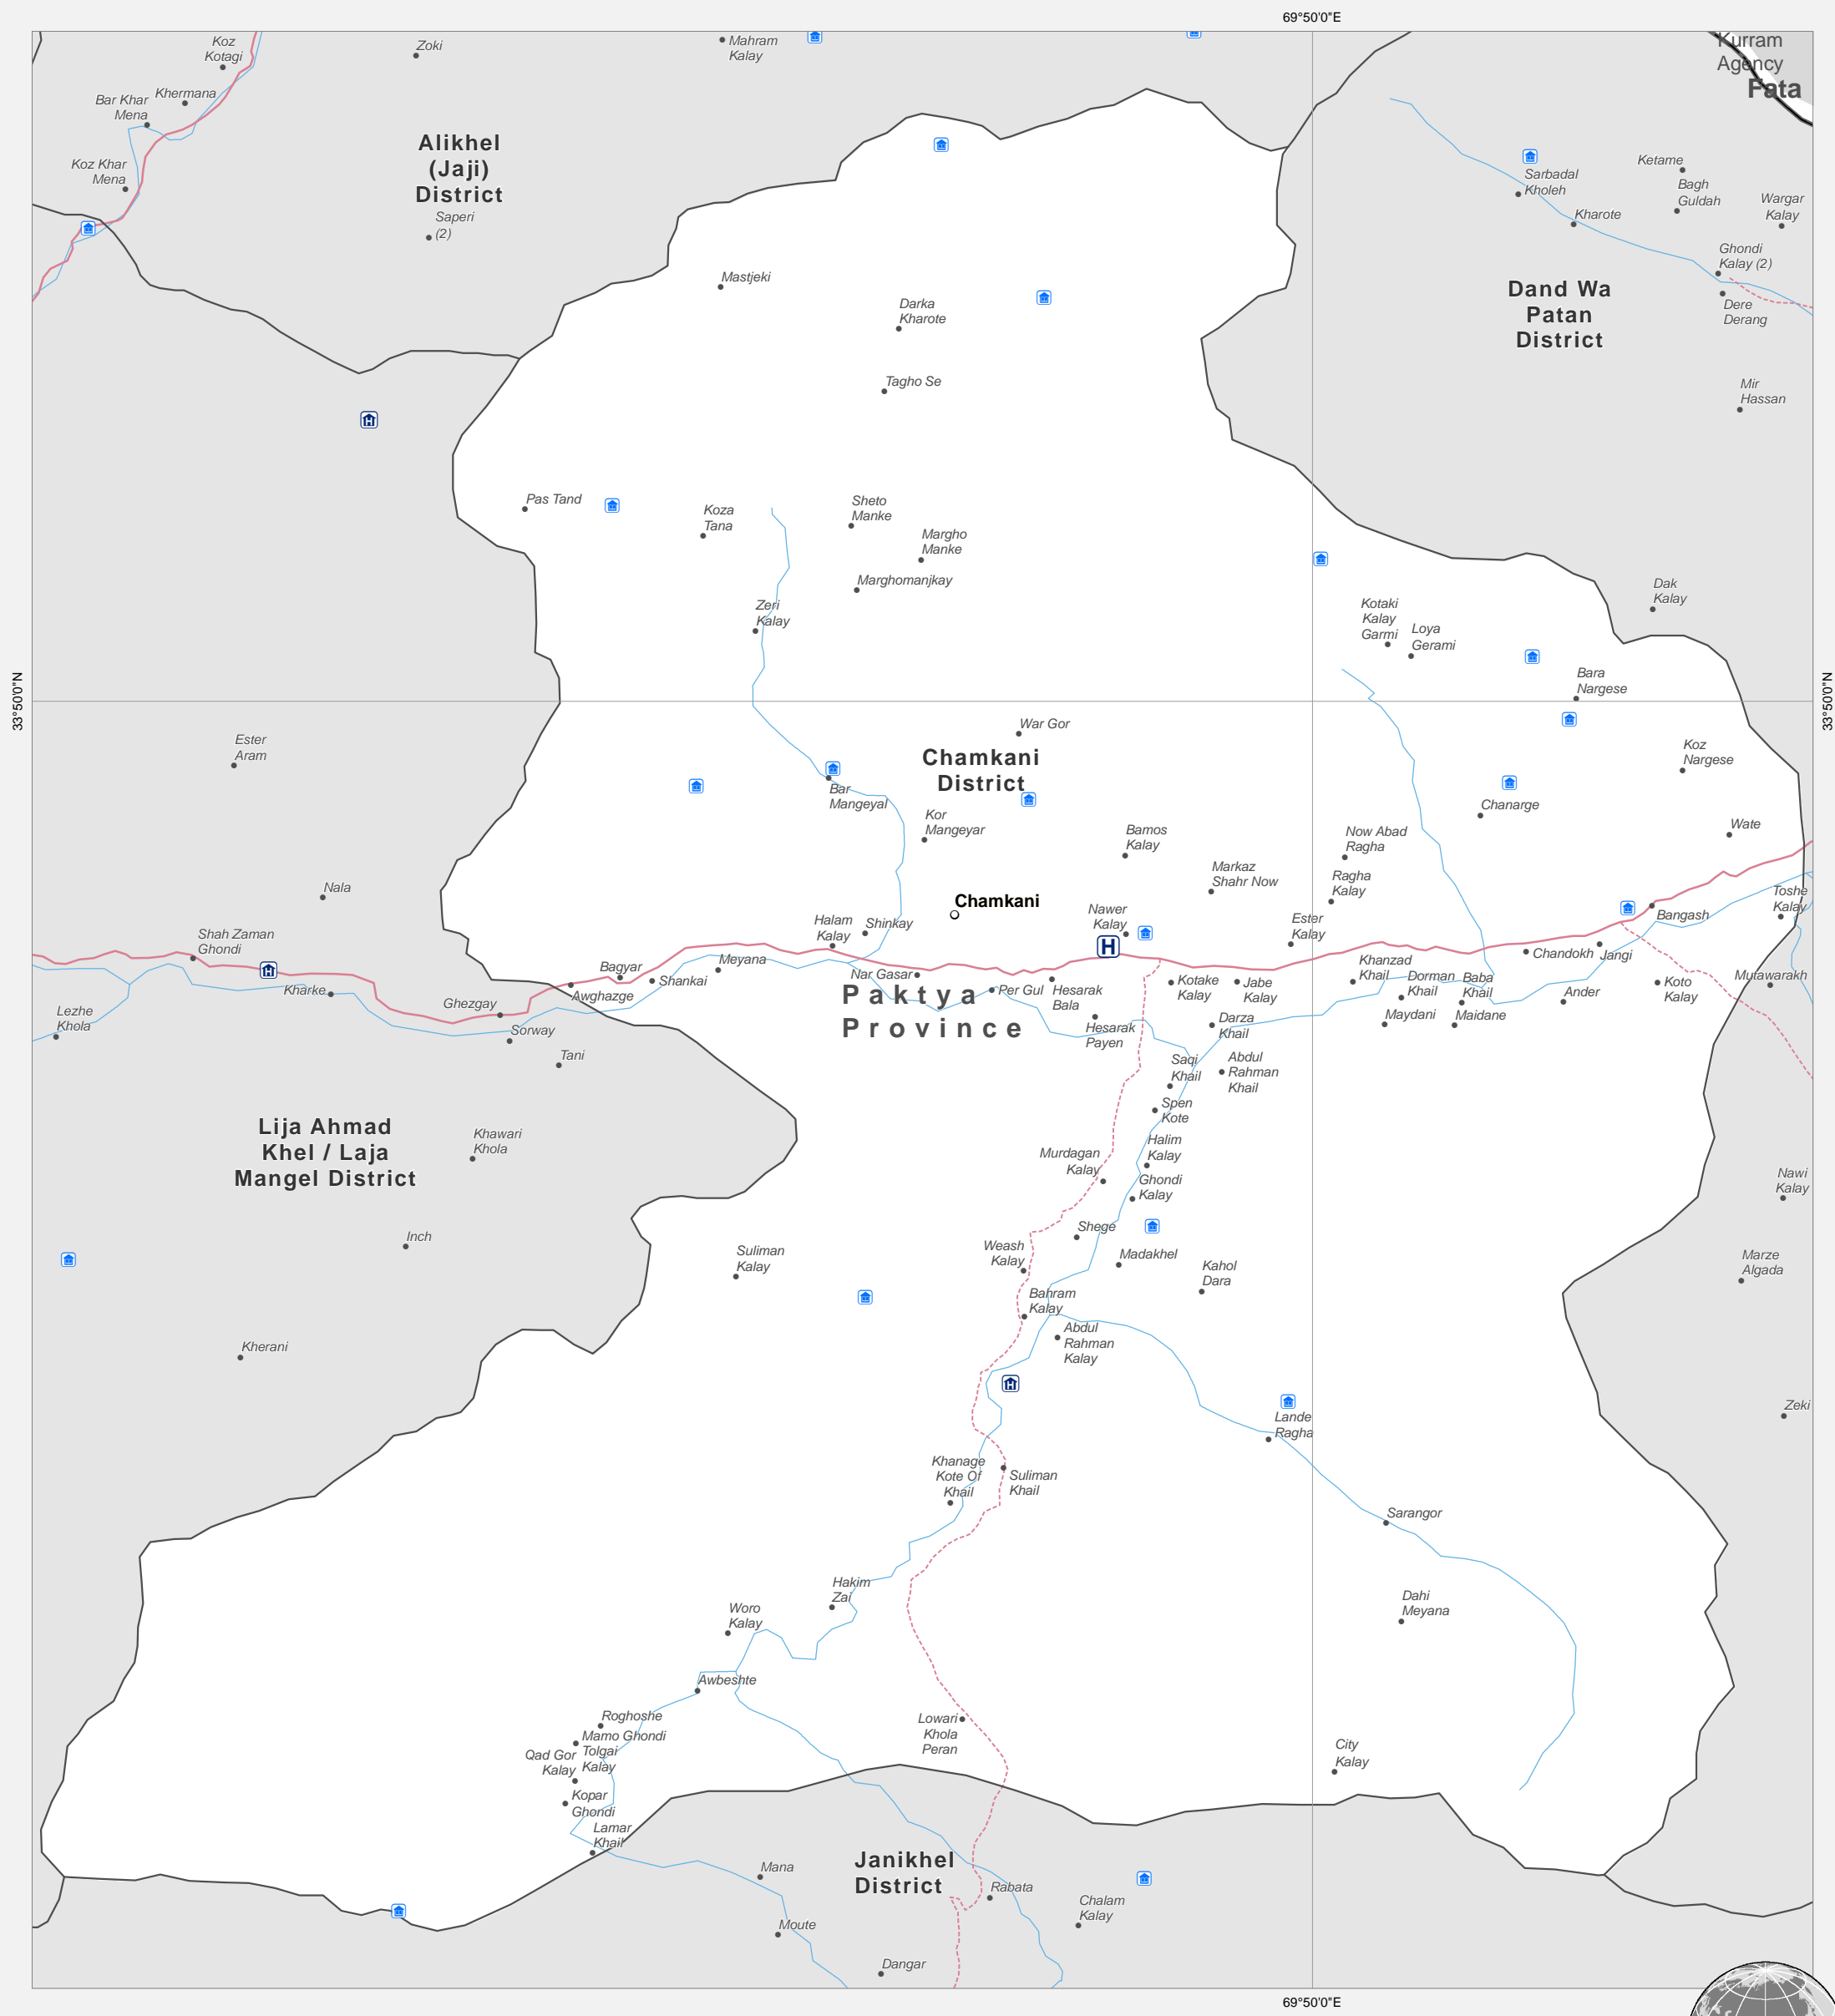 69°50'0"E
Koz
Kotagi
Zoki
Mahram
Kalay
Kurram
Agency
Fata
Khermana
Bar Khar
Mena
Koz Khar
Mena
Alikhel
(Jaji)
District
Saperi
(2)
Sarbadal
Kholeh
Ketame
Bagh
Guldah
Wargar
Kalay
Kharote
Ghondi
Kalay (2)
Dere
Derang
Dand Wa
Patan
District
Mir
Hassan
Mastjeki
Darka
Kharote
Tagho Se
Pas Tand
Koza
Tana
Sheto
Manke
Margho
Manke
Marghomanjkay
Zeri
Kalay
Dak
Kalay
Kotaki
Kalay
Garmi
Loya
Gerami
Bara
Nargese
33°50'0"N
33°50'0"N
Ester
Aram
War Gor
Chamkani
District
Koz
Nargese
Bar
Mangeyal
Chanarge
Kor
Mangeyar
Bamos
Kalay
Now Abad
Ragha
Wate
Markaz
Shahr Now
Ragha
Kalay
Nala
Chamkani
Toshe
Kalay
Shah Zaman
Ghondi
Halam
Kalay
Shinkay
Nawer
Kalay
H
Ester
Kalay
Bangash
Chandokh
Jangi
Bagyar
Shankai
Meyana
Nar Gasar
Khanzad
Khail
Dorman
Khail
Baba
Khail
Mutawarakh
Kharke
Awghazge
Per Gul
Hesarak
Bala
Kotake
Kalay
Jabe
Kalay
Ander
Koto
Kalay
Lezhe
Khola
Ghezgay
Sorway
Paktya
Province
Hesarak
Payen
Darza
Khail
Maydani
Maidane
Tani
Saqi
Khail
Abdul
Rahman
Khail
Spen
Kote
Lija Ahmad
Khel / Laja
Mangel District
Khawari
Khola
Halim
Kalay
Murdagan
Kalay
Ghondi
Kalay
Nawi
Kalay
Inch
Shege
Suliman
Kalay
Weash
Kalay
Madakhel
Kahol
Dara
Marze
Algada
Bahram
Kalay
Abdul
Rahman
Kalay
Kherani
Lande
Ragha
Zeki
Khanage
Kote Of
Khail
Suliman
Khail
Sarangor
Hakim
Zai
Woro
Kalay
Dahi
Meyana
Awbeshte
Roghoshe
Mamo Ghondi
Tolgai
Kalay
Qad Gor
Kalay
Lowari
Khola
Peran
City
Kalay
Kopar
Ghondi
Lamar
Khail
Janikhel
District
Mana
Rabata
Chalam
Kalay
Moute
Dangar
69°50'0"E